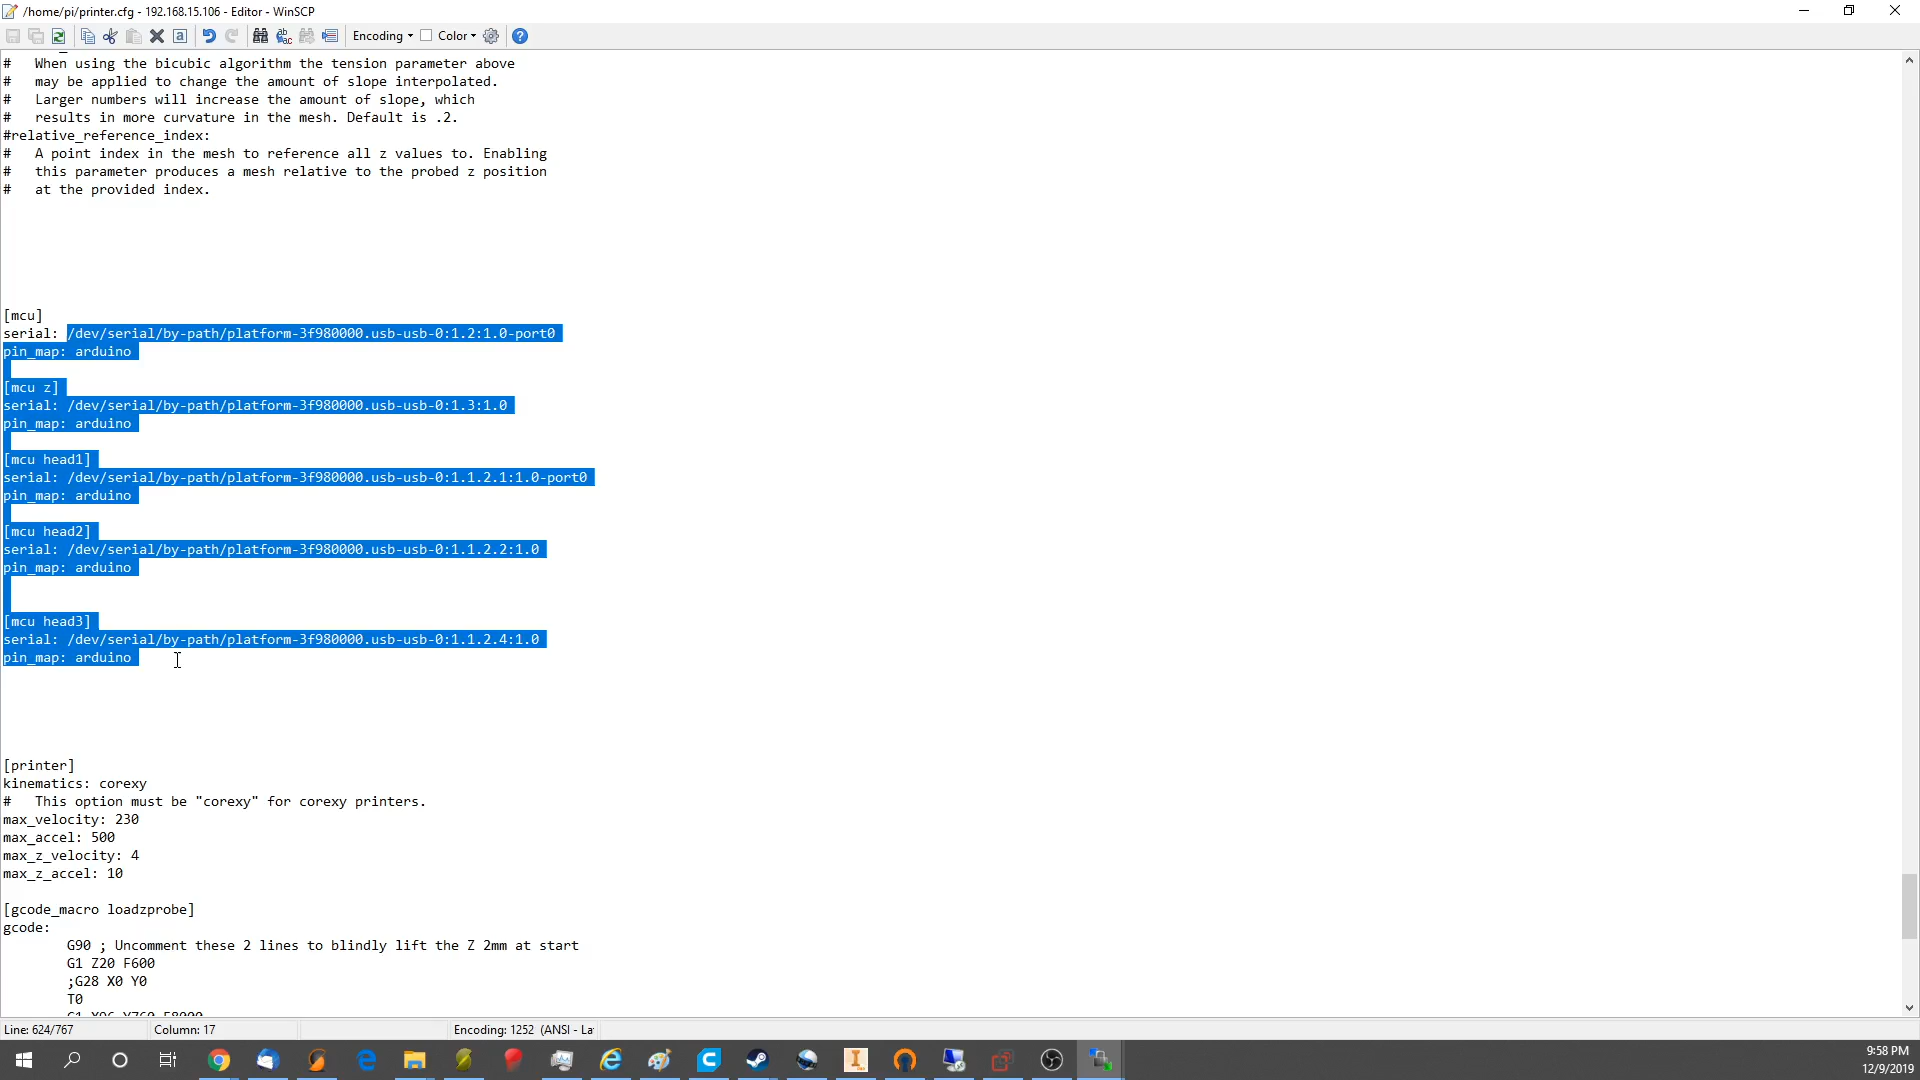 /home/pi/printer.cfg - 192.168.15.106 - Editor - WinSCP
Encoding Color
#   When using the bicubic algorithm the tension parameter above
#   may be applied to change the amount of slope interpolated.
#   Larger numbers will increase the amount of slope, which
#   results in more curvature in the mesh. Default is .2.
#relative_reference_index:
#   A point index in the mesh to reference all z values to. Enabling
#   this parameter produces a mesh relative to the probed z position
#   at the provided index.
[mcu]
serial: /dev/serial/by-path/platform-3f980000.usb-usb-0:1.2:1.0-port0
pin_map: arduino
[mcu z]
serial: /dev/serial/by-path/platform-3f980000.usb-usb-0:1.3:1.0
pin_map: arduino
[mcu head1]
serial: /dev/serial/by-path/platform-3f980000.usb-usb-0:1.1.2.1:1.0-port0
pin_map: arduino
[mcu head2]
serial: /dev/serial/by-path/platform-3f980000.usb-usb-0:1.1.2.2:1.0
pin_map: arduino
[mcu head3]
serial: /dev/serial/by-path/platform-3f980000.usb-usb-0:1.1.2.4:1.0
pin_map: arduino
[printer]
kinematics: corexy
#   This option must be "corexy" for corexy printers.
max_velocity: 230
max_accel: 500
max_z_velocity: 4
max_z_accel: 10
[gcode_macro loadzprobe]
gcode:
G90 ; Uncomment these 2 lines to blindly lift the Z 2mm at start
G1 Z20 F600
;G28 X0 Y0
T0
Line: 624/767 Column: 17 Encoding: 1252 (ANSI - La
9:58 PM
12/9/2019